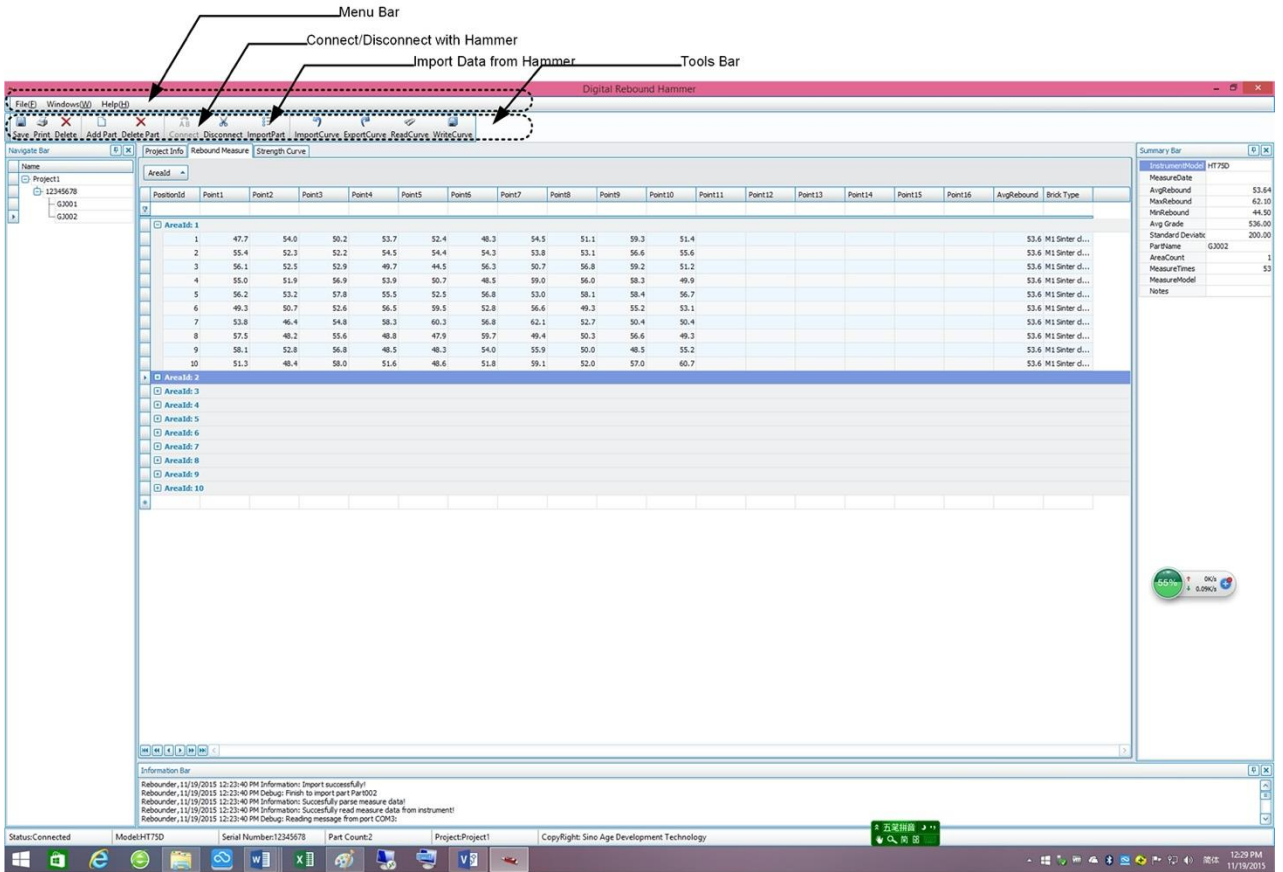 Menu Bar
Connect/Disconnect with Hammer
Import Data from Hammer
Tools Bar
Digital Rebound Hammer
File(F) Windows(W) Help(H)
Save Print Delete Add Part Delete Part Connect Disconnect ImportPart ImportCurve ExportCurve ReadCurve WriteCurve
Navigate Bar
Name
Project1
12345678
GJ001
GJ002
Project Info Rebound Measure Strength Curve
AreaId
PositionId Point1 Point2 Point3 Point4 Point5 Point6 Point7 Point8 Point9 Point10 Point11 Point12 Point13 Point14 Point15 Point16 AvgRebound Brick Type
AreaId: 1
1 47.7 54.0 50.2 53.7 52.4 48.3 54.5 51.1 59.3 51.4 53.6 M1 Sinter d...
2 55.4 52.3 52.2 54.5 54.4 54.3 53.8 53.1 56.6 55.6 53.6 M1 Sinter d...
3 56.1 52.5 52.9 49.7 44.5 56.3 50.7 56.8 59.2 51.2 53.6 M1 Sinter d...
4 55.0 51.9 56.9 53.9 50.7 48.5 59.0 56.0 58.3 49.9 53.6 M1 Sinter d...
5 56.2 53.2 57.8 55.5 52.5 56.8 53.0 58.1 58.4 56.7 53.6 M1 Sinter d...
6 49.3 50.7 52.6 56.5 59.5 52.8 56.6 49.3 55.2 53.1 53.6 M1 Sinter d...
7 53.8 46.4 54.8 58.3 60.3 56.8 62.1 52.7 50.4 50.4 53.6 M1 Sinter d...
8 57.5 48.2 55.6 48.8 47.9 59.7 49.4 50.3 56.6 49.3 53.6 M1 Sinter d...
9 58.1 52.8 56.8 48.5 48.3 54.0 55.9 50.0 48.5 55.2 53.6 M1 Sinter d...
10 51.3 48.4 58.0 51.6 48.6 51.8 59.1 52.0 57.0 60.7 53.6 M1 Sinter d...
AreaId: 2
AreaId: 3
AreaId: 4
AreaId: 5
AreaId: 6
AreaId: 7
AreaId: 8
AreaId: 9
AreaId: 10
Summary Bar
InstrumentModel HT75D
MeasureDate
AvgRebound 53.64
MaxRebound 62.10
MinRebound 44.50
Avg Grade 536.00
Standard Deviatic 200.00
PartName GJ002
AreaCount 1
MeasureTimes 53
MeasureModel
Notes
55% 0K/s
0.09K/s
Information Bar
Rebounder,11/19/2015 12:23:40 PM Information: Import successfully!
Rebounder,11/19/2015 12:23:40 PM Debug: Finish to import part Part002
Rebounder,11/19/2015 12:23:40 PM Information: Succesfully parse measure data!
Rebounder,11/19/2015 12:23:40 PM Information: Succesfully read measure data from instrument!
Rebounder,11/19/2015 12:23:40 PM Debug: Reading message from port COM3:
Status:Connected Model:HT75D Serial Number:12345678 Part Count:2 Project:Project1 CopyRight: Sino Age Development Technology
五笔拼音
简
简体 12:29 PM
11/19/2015